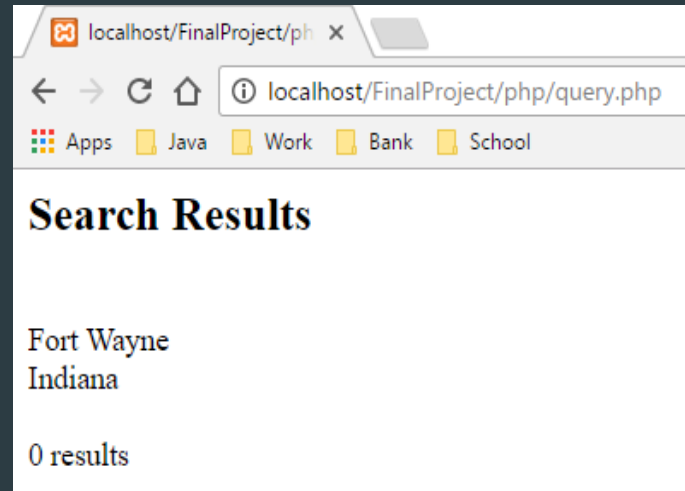 localhost/FinalProject/ph
localhost/FinalProject/php/query.php
Apps Java Work Bank School
Search Results
Fort Wayne
Indiana
0 results